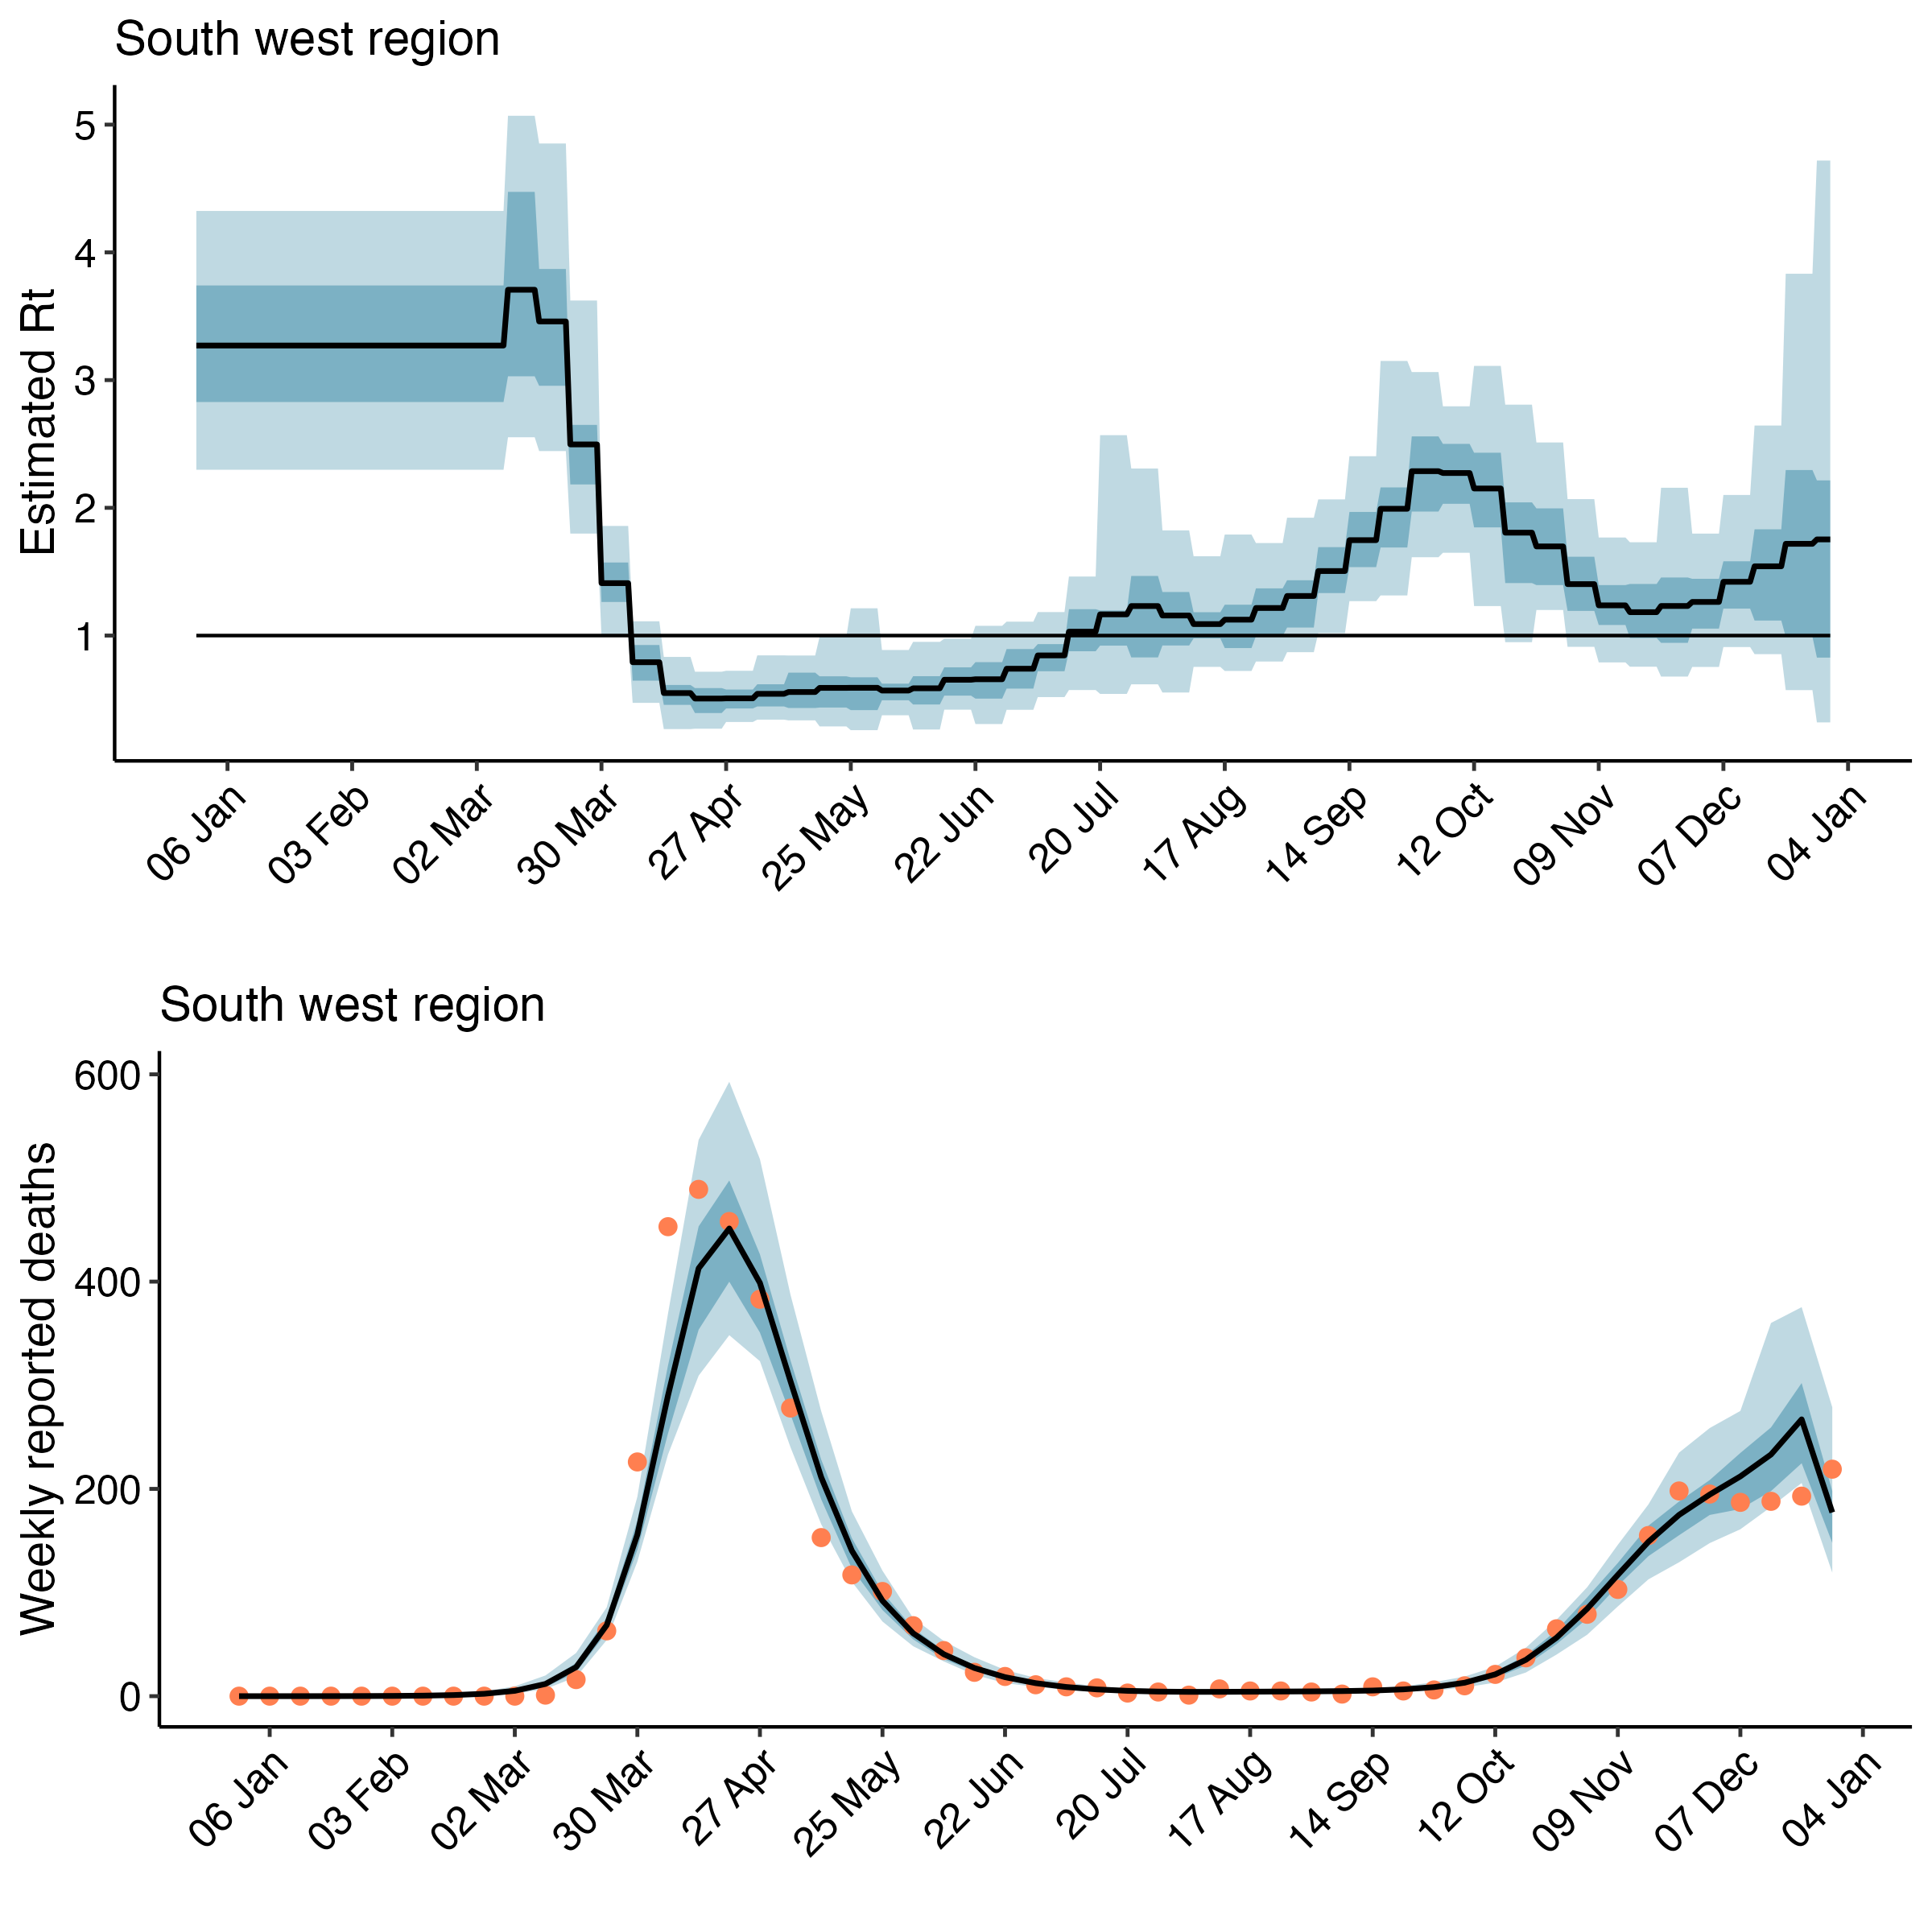 South west region
Estimated Rt
5
4
3
2
1
06 Jan
03 Feb
02 Mar
30 Mar
27 Apr
25 May
22 Jun
20 Jul
17 Aug
14 Sep
12 Oct
09 Nov
07 Dec
04 Jan
South west region
Weekly reported deaths
600
400
200
0
06 Jan
03 Feb
02 Mar
30 Mar
27 Apr
25 May
22 Jun
20 Jul
17 Aug
14 Sep
12 Oct
09 Nov
07 Dec
04 Jan